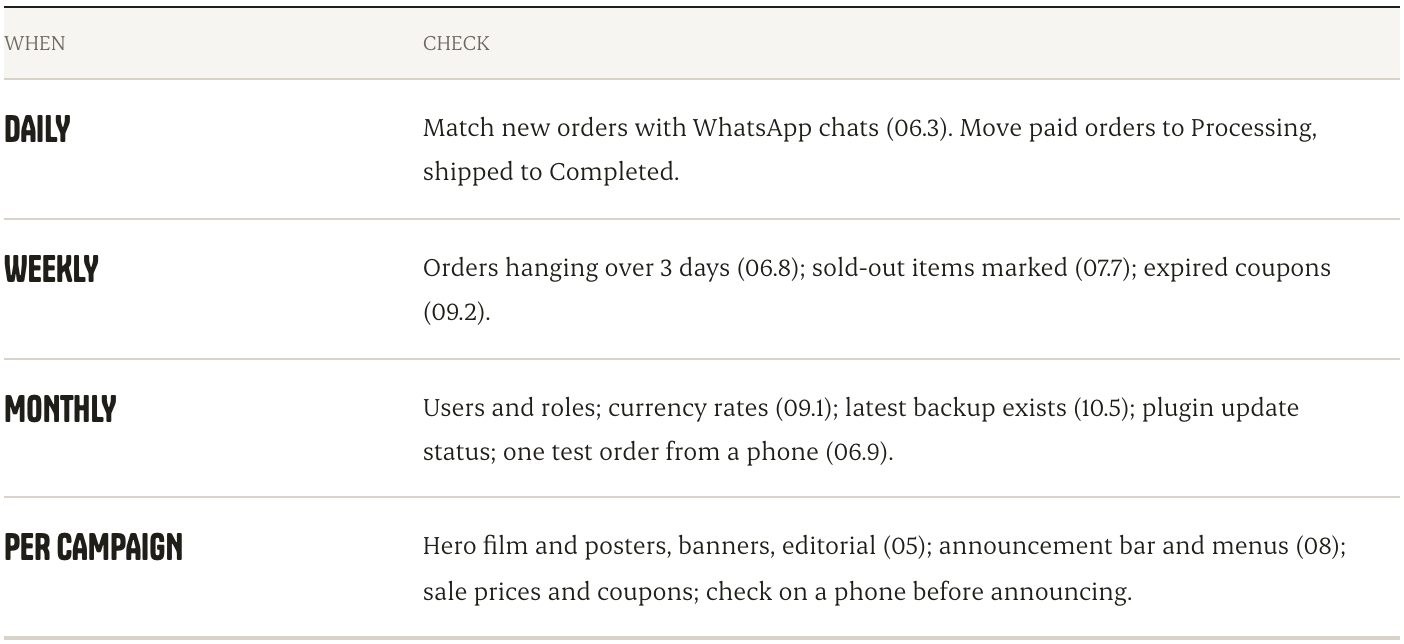 WHEN CHECK
DAILY Match new orders with WhatsApp chats (06.3). Move paid orders to Processing,
shipped to Completed.
WEEKLY Orders hanging over 3 days (06.8); sold-out items marked (07.7); expired coupons
(09.2).
MONTHLY Users and roles; currency rates (09.1); latest backup exists (10.5); plugin update
status; one test order from a phone (06.9).
PER CAMPAIGN Hero film and posters, banners, editorial (05); announcement bar and menus (08);
sale prices and coupons; check on a phone before announcing.